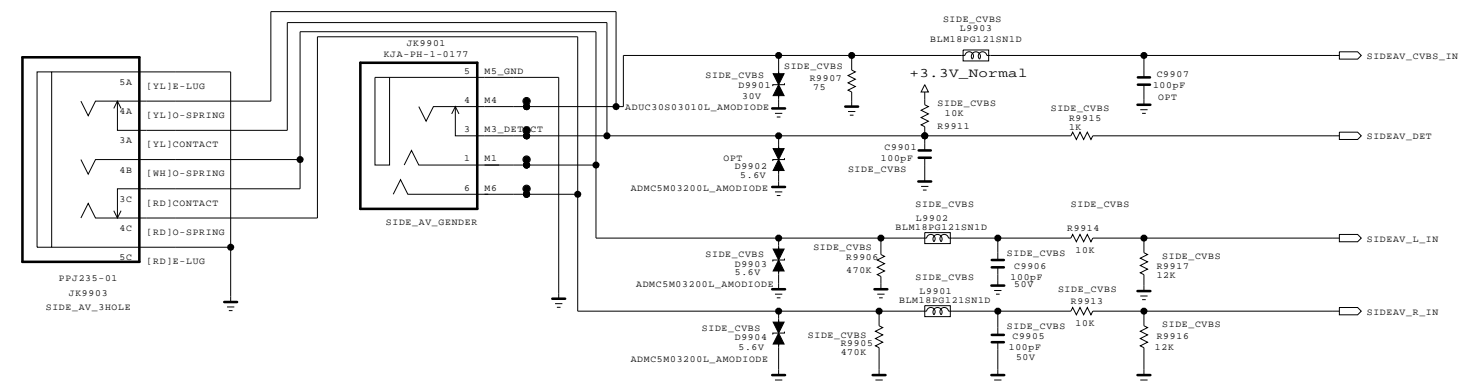 SIDE_CVBS
L9903
BLM18PG121SN1D
SIDEAV_CVBS_IN
JK9901
KJA-PH-1-0177
5 M5_GND
4 M4
3 M3_DETECT
1 M1
6 M6
SIDE_AV_GENDER
5A [YL]E-LUG
4A [YL]O-SPRING
3A [YL]CONTACT
4B [WH]O-SPRING
3C [RD]CONTACT
4C [RD]O-SPRING
5C [RD]E-LUG
PPJ235-01
JK9903
SIDE_AV_3HOLE
SIDE_CVBS
D9901
30V
ADUC30S03010L_AMODIODE
SIDE_CVBS
R9907
75
+3.3V_Normal
SIDE_CVBS
10K
R9911
C9907
100pF
OPT
SIDE_CVBS
R9915
1K
SIDEAV_DET
OPT
D9902
5.6V
ADMC5M03200L_AMODIODE
C9901
100pF
SIDE_CVBS
SIDE_CVBS
L9902
BLM18PG121SN1D
SIDE_CVBS
R9914
10K
SIDEAV_L_IN
SIDE_CVBS
D9903
5.6V
ADMC5M03200L_AMODIODE
SIDE_CVBS
R9906
470K
SIDE_CVBS
C9906
100pF
50V
SIDE_CVBS
R9917
12K
SIDE_CVBS
L9901
BLM18PG121SN1D
SIDE_CVBS
R9913
10K
SIDEAV_R_IN
SIDE_CVBS
D9904
5.6V
ADMC5M03200L_AMODIODE
SIDE_CVBS
R9905
470K
SIDE_CVBS
C9905
100pF
50V
SIDE_CVBS
R9916
12K